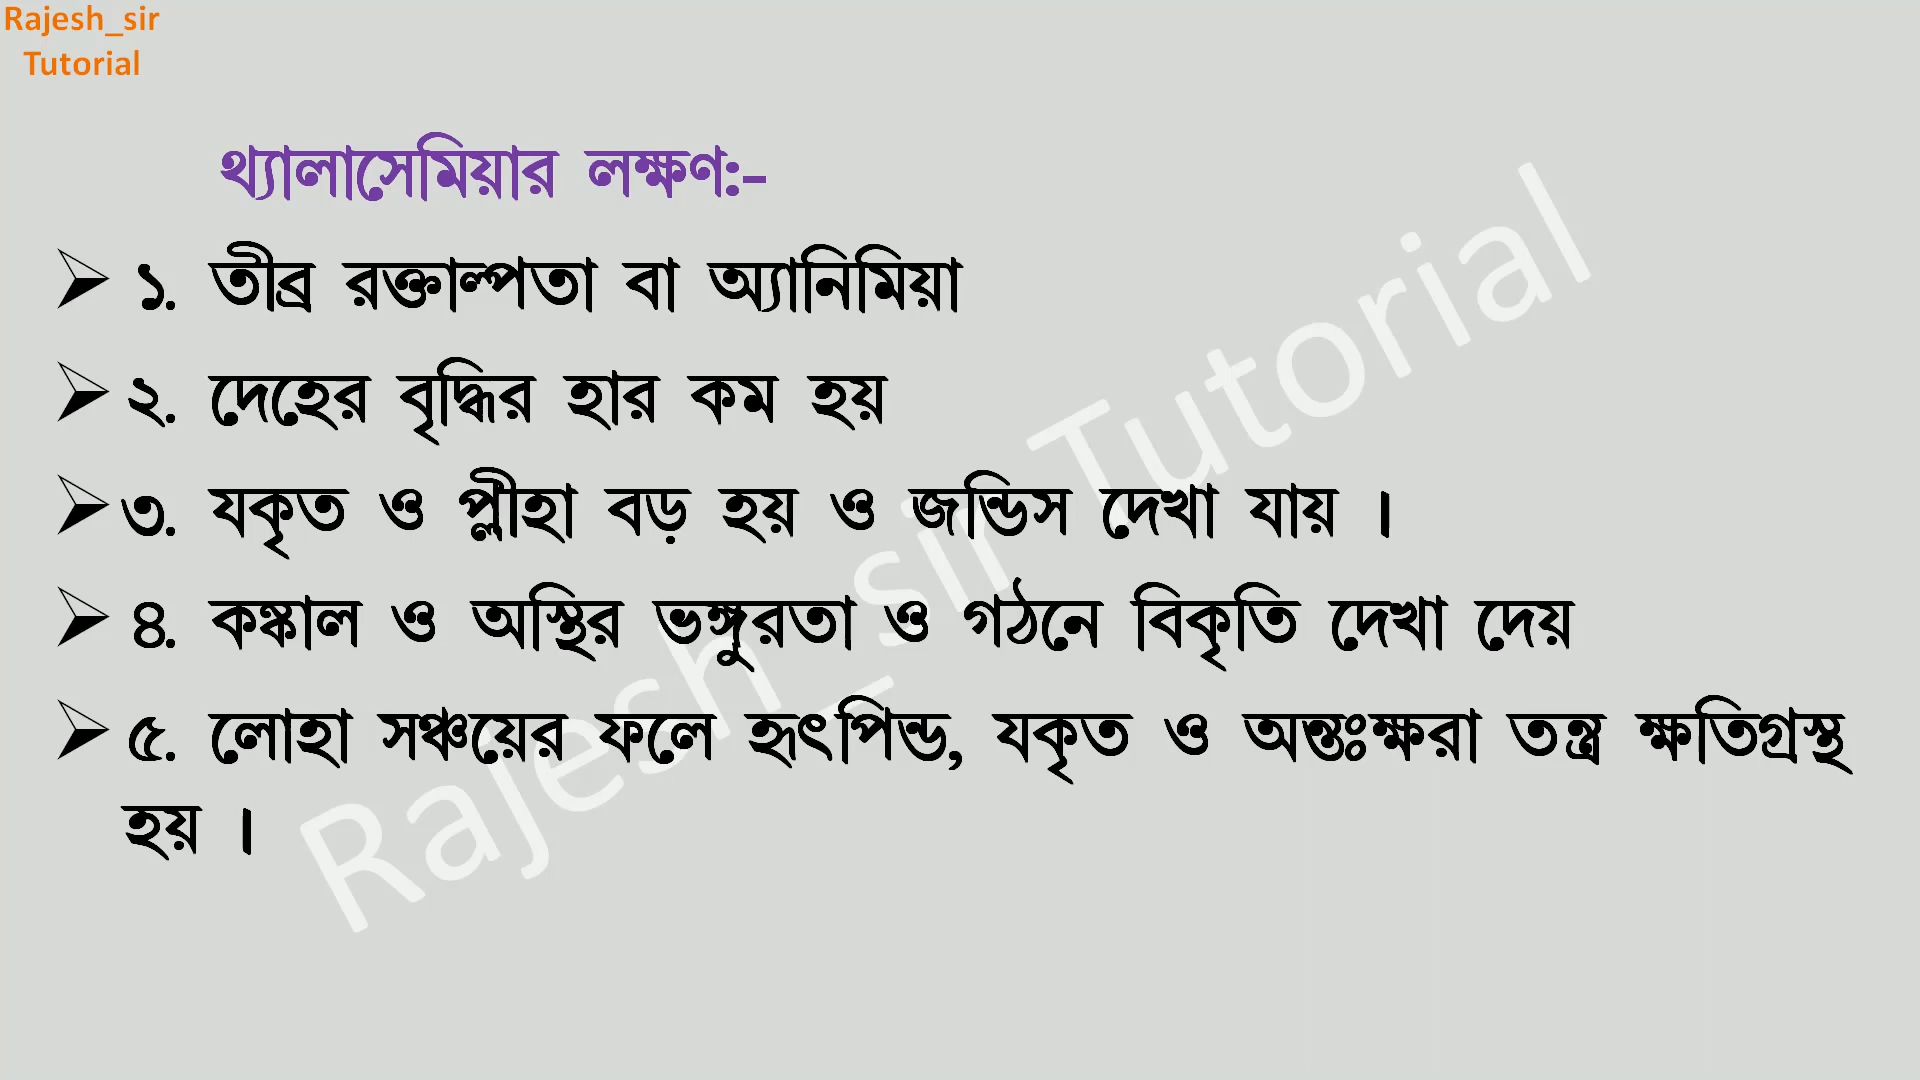 Rajesh_sir
Tutorial
থ্যালাসেমিয়ার লক্ষণ:-
➢ ১. তীব্র রক্তাল্পতা বা অ্যানিমিয়া
➢ ২. দেহের বৃদ্ধির হার কম হয়
➢ ৩. যকৃত ও প্লীহা বড় হয় ও জন্ডিস দেখা যায় ।
➢ ৪. কঙ্কাল ও অস্থির ভঙ্গুরতা ও গঠনে বিকৃতি দেখা দেয়
➢ ৫. লোহা সঞ্চয়ের ফলে হৃৎপিন্ড, যকৃত ও অন্তঃক্ষরা তন্ত্র ক্ষতিগ্রস্থ
হয় ।
Rajesh_sir Tutorial